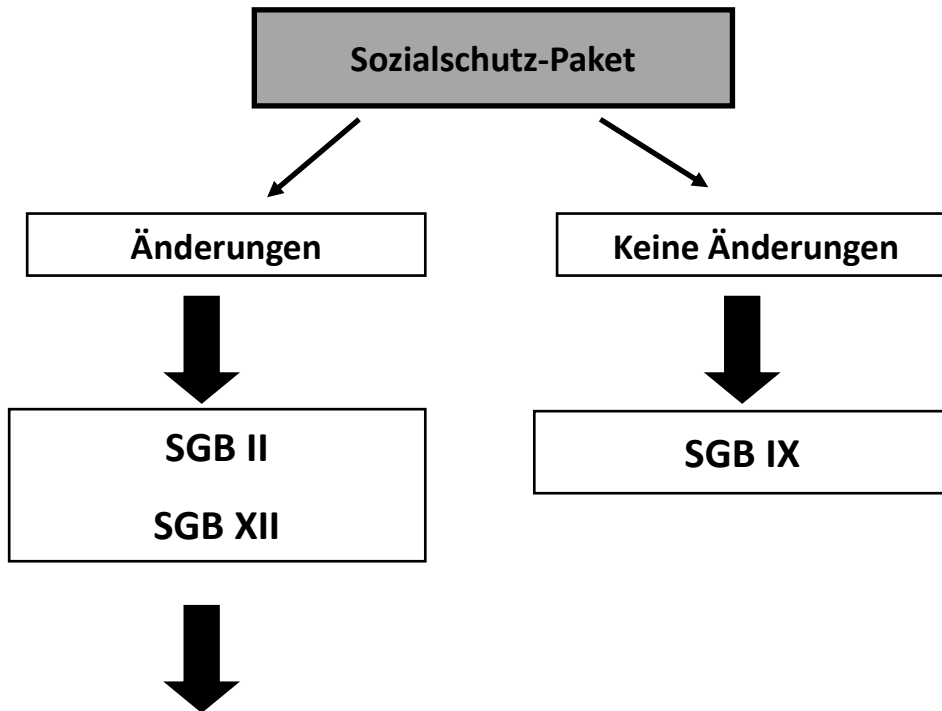 Sozialschutz-Paket
Änderungen
Keine Änderungen
SGB II
SGB XII
SGB IX